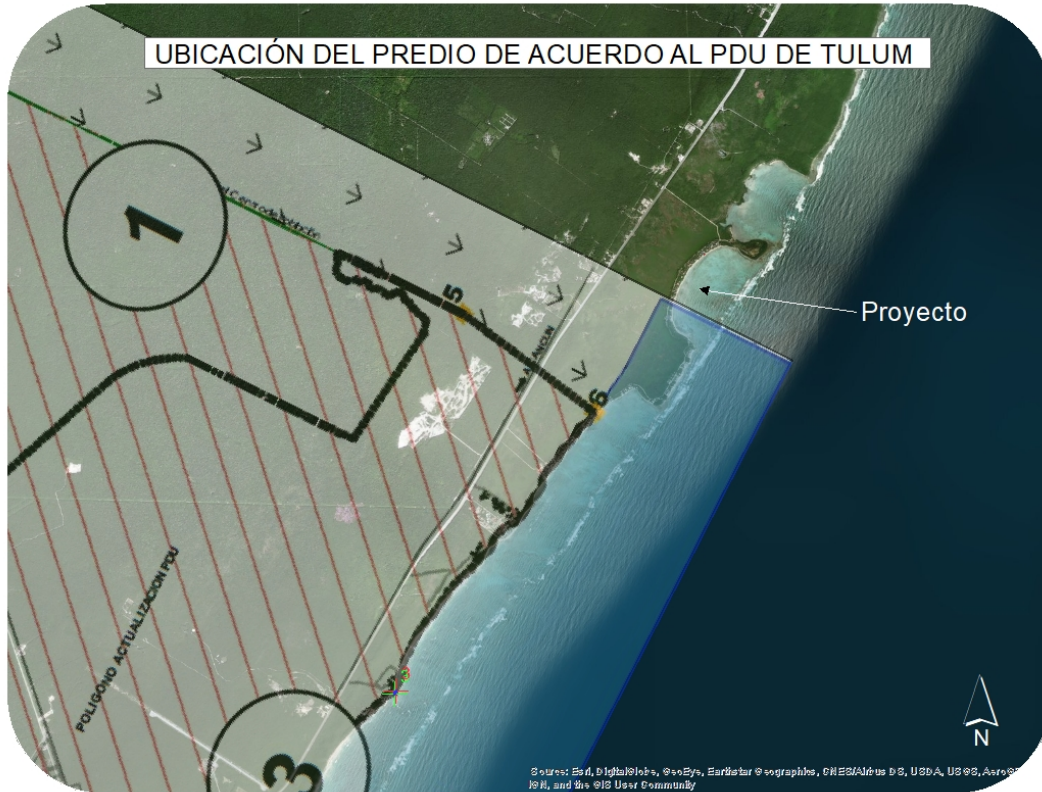 UBICACIÓN DEL PREDIO DE ACUERDO AL PDU DE TULUM
1
5
6
Proyecto
POLIGONO ACTUALIZACION PDU
3
N
Source: Esri, DigitalGlobe, GeoEye, Earthstar Geographics, CNES/Airbus DS, USDA, USGS,
IGN, and the GIS User Community